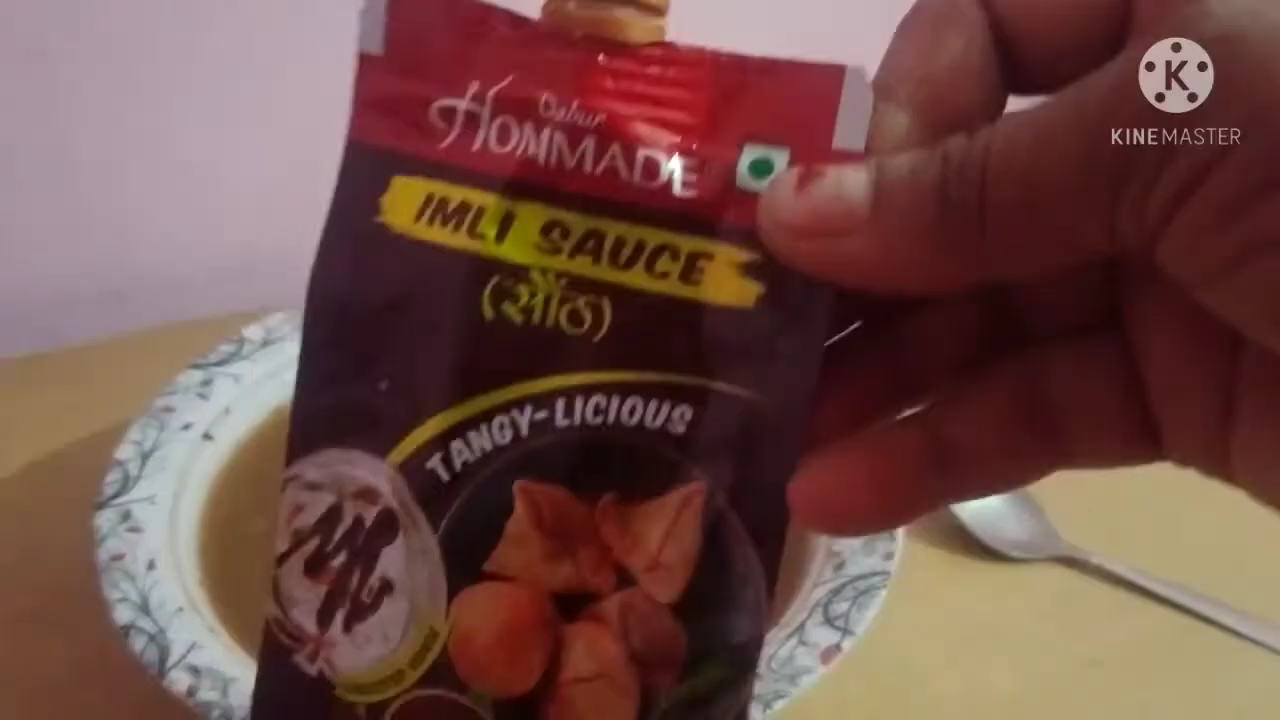 Dabur
HOMMADE
IMLI SAUCE
(सौंठ)
TANGY-LICIOUS
K
KINEMASTER